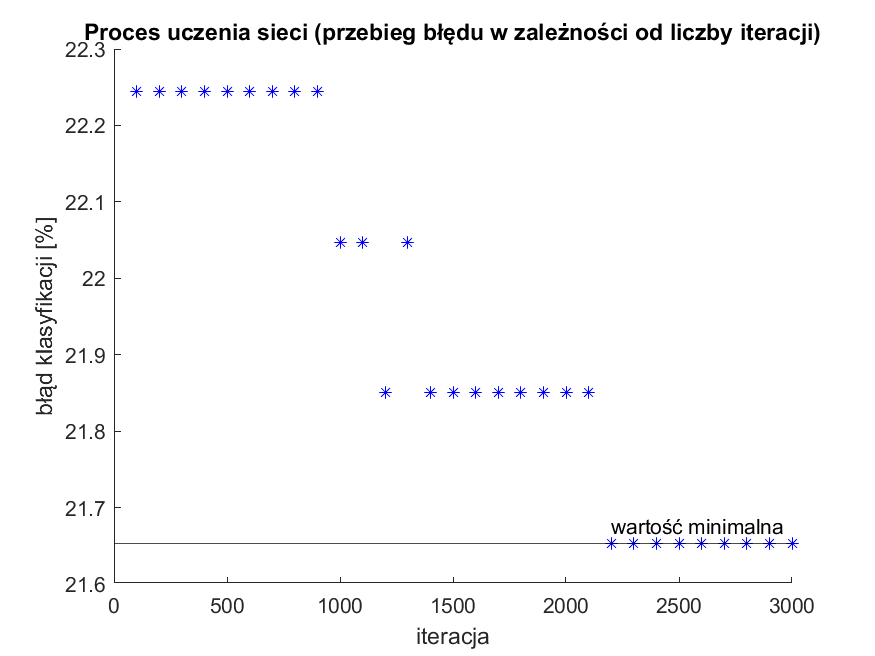 Proces uczenia sieci (przebieg błędu w zależności od liczby iteracji)
22.3
22.2
22.1
22
21.9
21.8
21.7
21.6
błąd klasyfikacji [%]
wartość minimalna
0 500 1000 1500 2000 2500 3000
iteracja